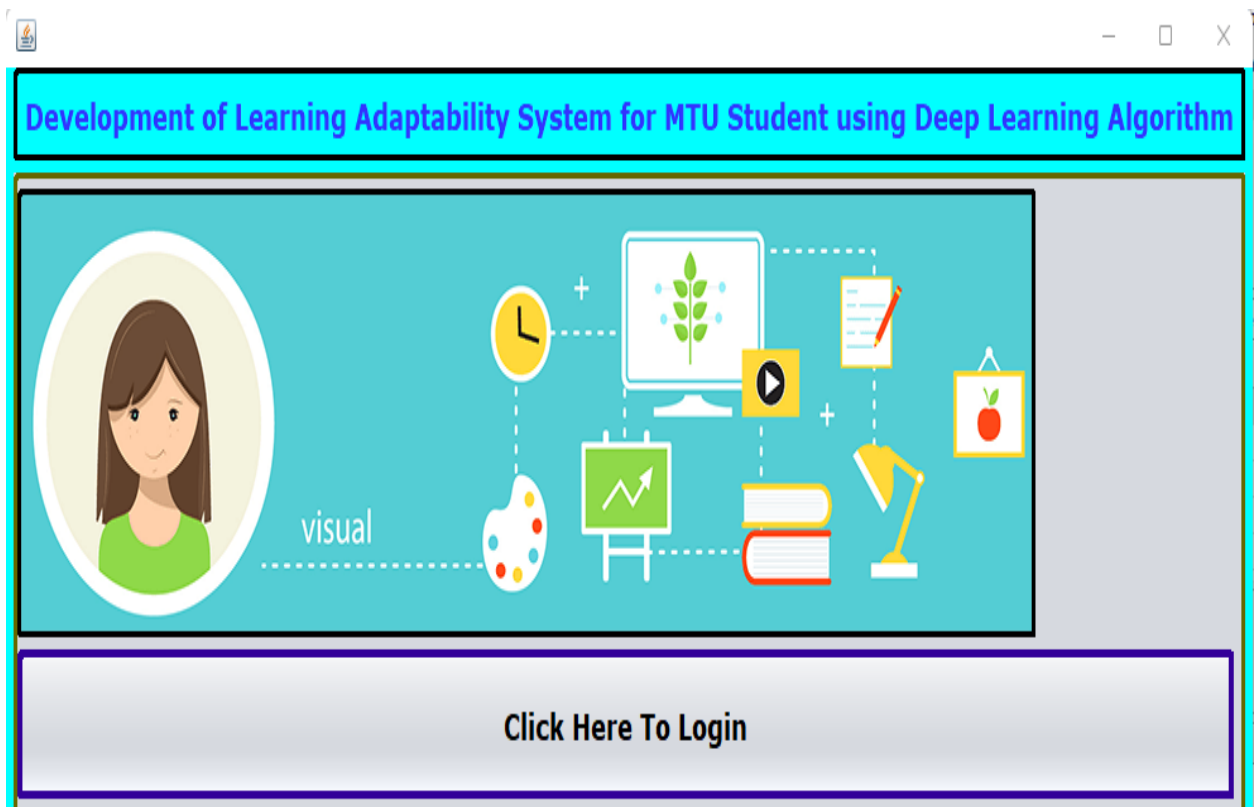 Development of Learning Adaptability System for MTU Student using Deep Learning Algorithm
visual
Click Here To Login